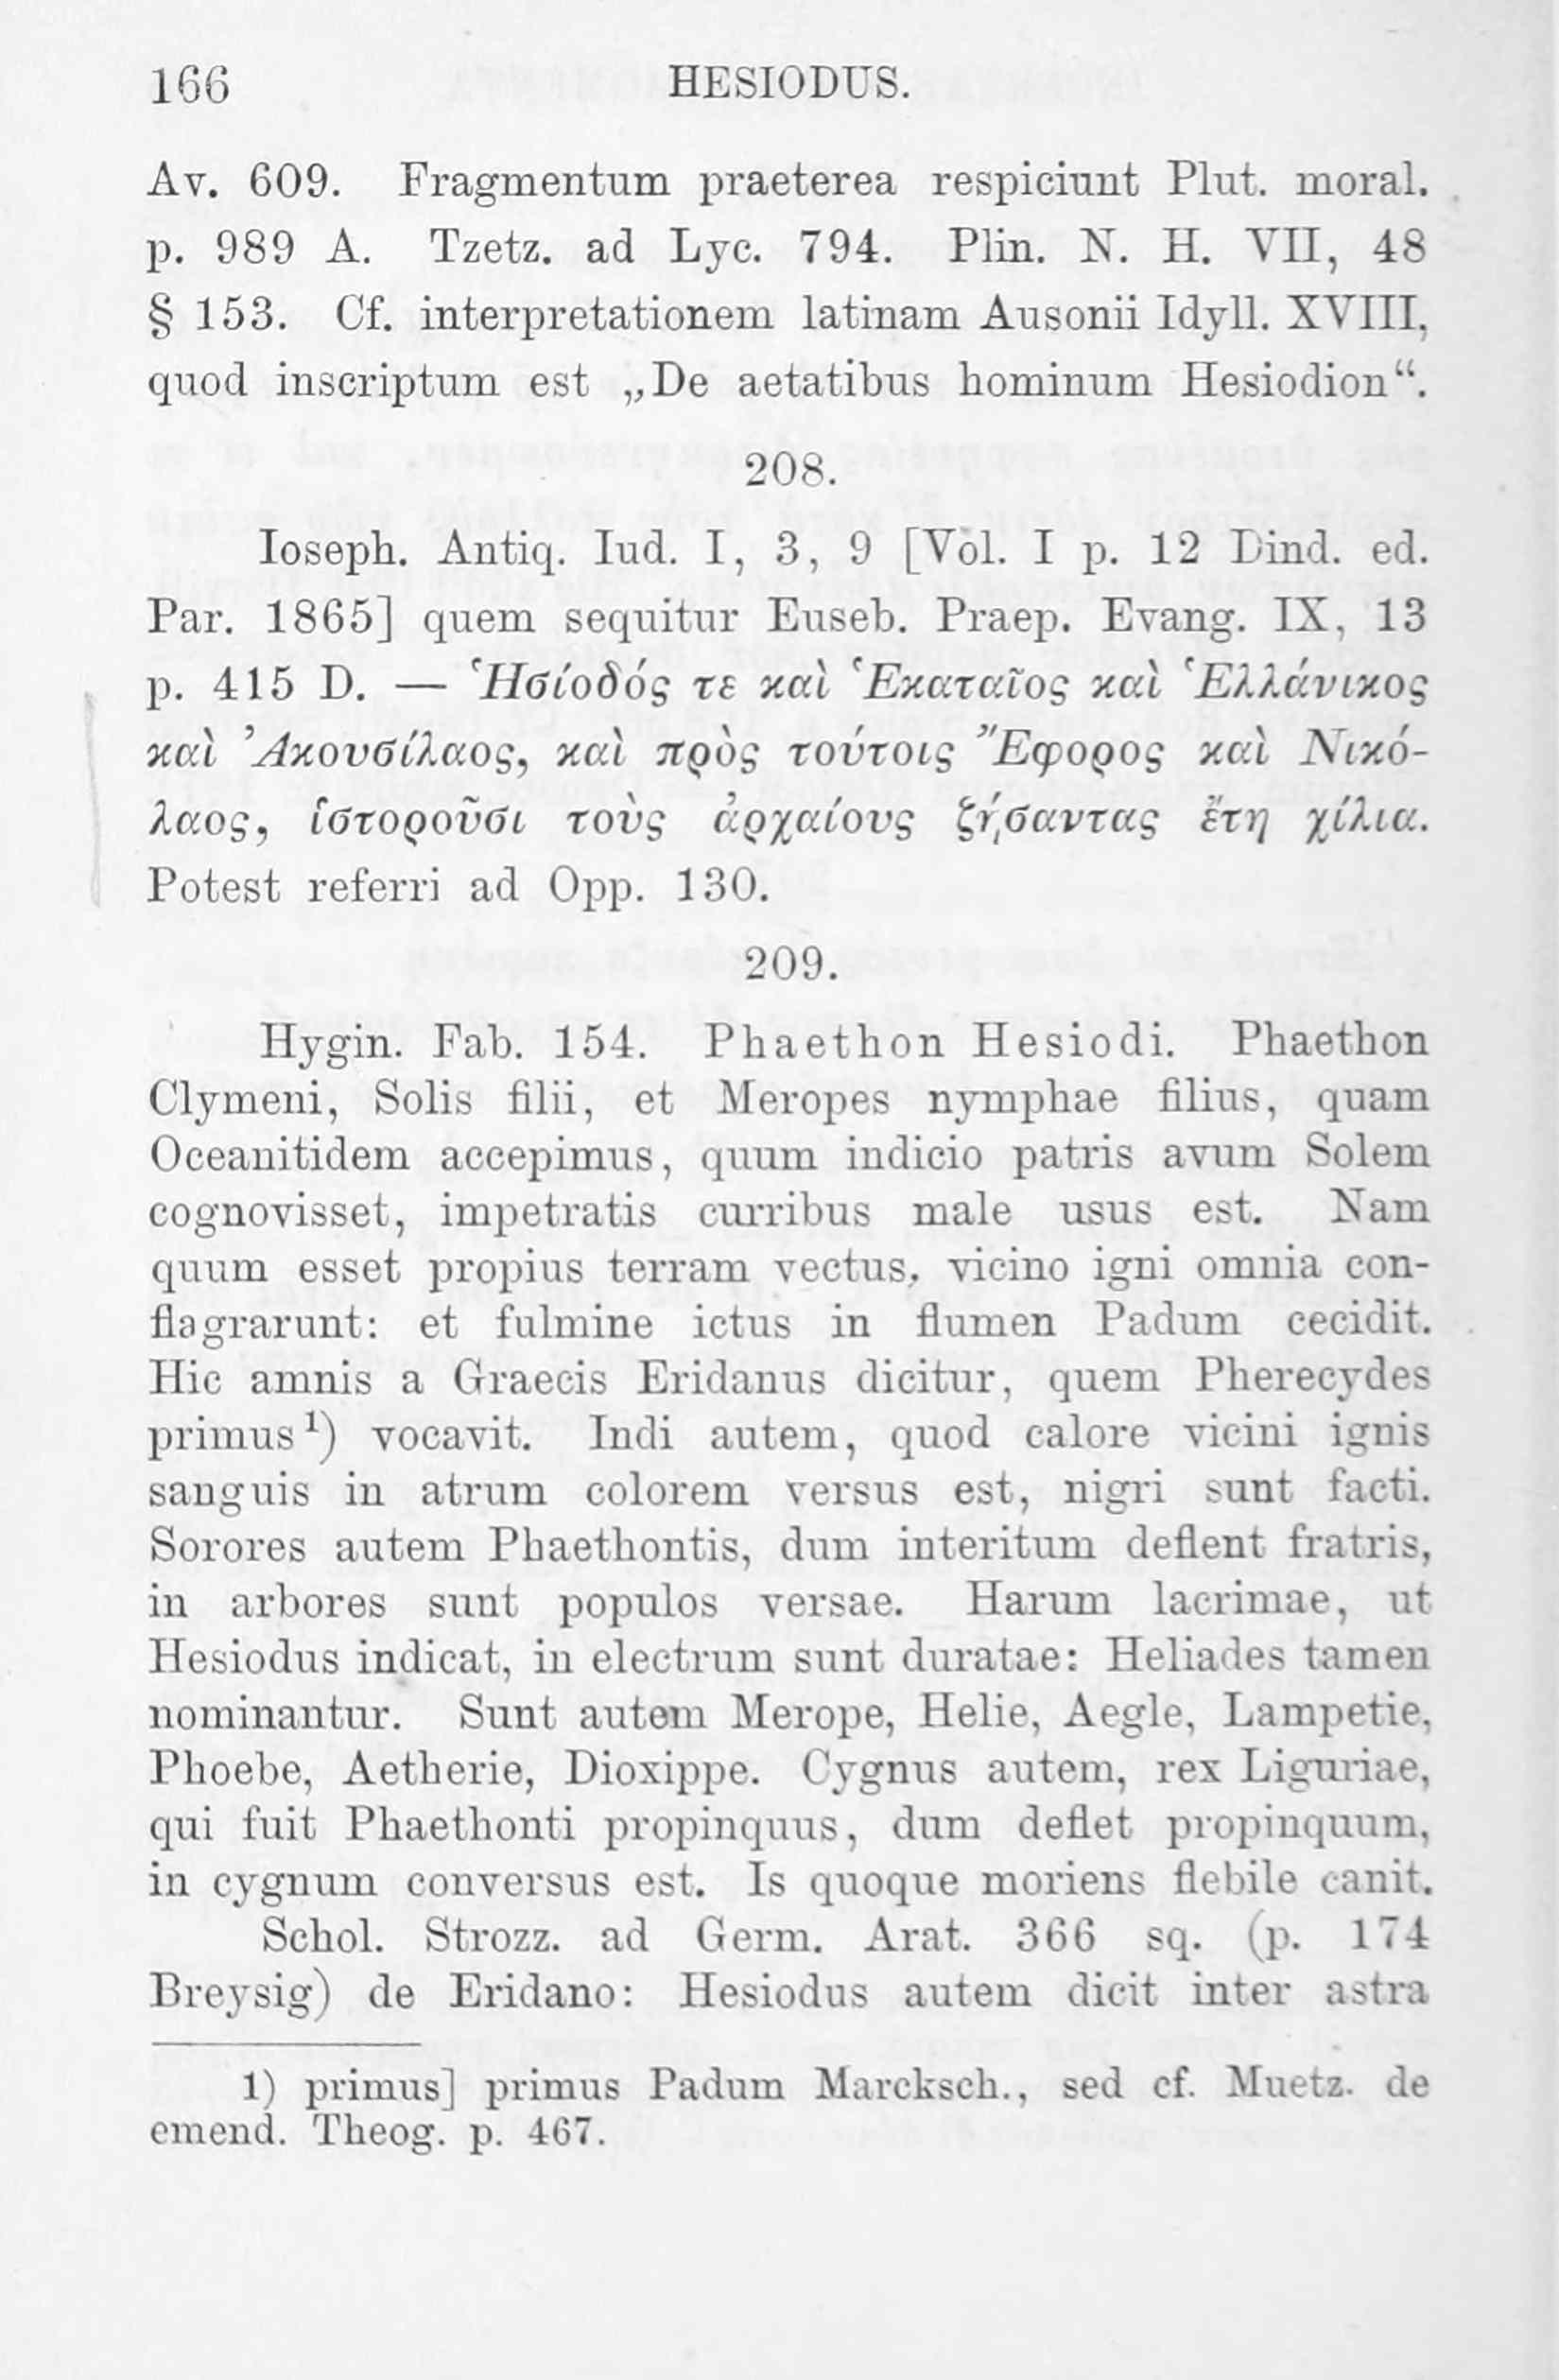 166 HESIODUS.
Av. 609. Fragmentum praeterea respiciunt Plut. moral.
p. 989 A. Tzetz. ad Lyc. 794. Plin. N. H. VII, 48
§ 153. Cf. interpretationem latinam Ausonii Idyll. XVIII,
quod inscriptum est „De aetatibus hominum Hesiodion“.
208.
Ioseph. Antiq. Iud. I, 3, 9 [Vol. I p. 12 Dind. ed.
Par. 1865] quem sequitur Euseb. Praep. Evang. IX, 13
p. 415 D. — Ἡσίοδός τε καὶ Ἑκαταῖος καὶ Ἑλλάνικος
καὶ Ἀκουσίλαος, καὶ πρὸς τούτοις Ἔφορος καὶ Νικό-
λαος, ἱστοροῦσι τοὺς ἀρχαίους ζήσαντας ἔτη χίλια.
Potest referri ad Opp. 130.
209.
Hygin. Fab. 154. Phaethon Hesiodi. Phaethon
Clymeni, Solis filii, et Meropes nymphae filius, quam
Oceanitidem accepimus, quum indicio patris avum Solem
cognovisset, impetratis curribus male usus est. Nam
quum esset propius terram vectus, vicino igni omnia con-
flagrarunt: et fulmine ictus in flumen Padum cecidit.
Hic amnis a Graecis Eridanus dicitur, quem Pherecydes
primus¹) vocavit. Indi autem, quod calore vicini ignis
sanguis in atrum colorem versus est, nigri sunt facti.
Sorores autem Phaethontis, dum interitum deflent fratris,
in arbores sunt populos versae. Harum lacrimae, ut
Hesiodus indicat, in electrum sunt duratae: Heliades tamen
nominantur. Sunt autem Merope, Helie, Aegle, Lampetie,
Phoebe, Aetherie, Dioxippe. Cygnus autem, rex Liguriae,
qui fuit Phaethonti propinquus, dum deflet propinquum,
in cygnum conversus est. Is quoque moriens flebile canit.
Schol. Strozz. ad Germ. Arat. 366 sq. (p. 174
Breysig) de Eridano: Hesiodus autem dicit inter astra
1) primus] primus Padum Marcksch., sed cf. Muetz. de
emend. Theog. p. 467.